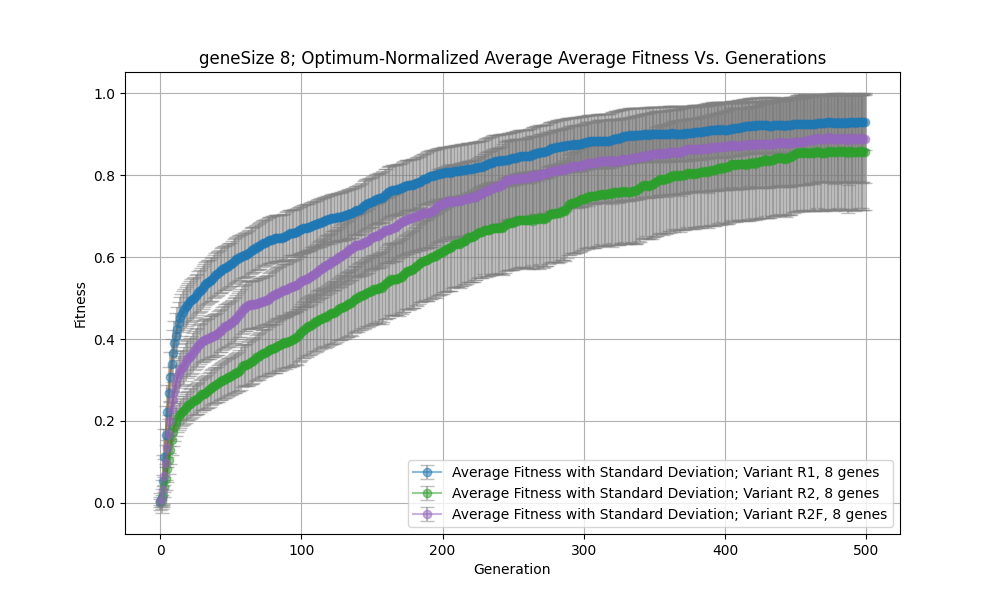 geneSize 8; Optimum-Normalized Average Average Fitness Vs. Generations
1.0
0.8
0.6
0.4
0.2
0.0
Fitness
Average Fitness with Standard Deviation; Variant R1, 8 genes
Average Fitness with Standard Deviation; Variant R2, 8 genes
Average Fitness with Standard Deviation; Variant R2F, 8 genes
0 100 200 300 400 500
Generation